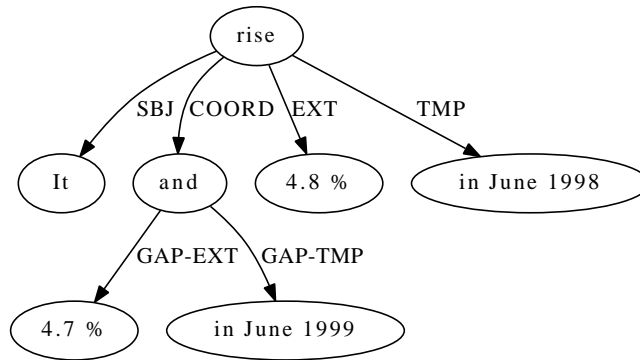 rise
SBJ COORD EXT TMP
It and 4.8 % in June 1998
GAP-EXT GAP-TMP
4.7 % in June 1999